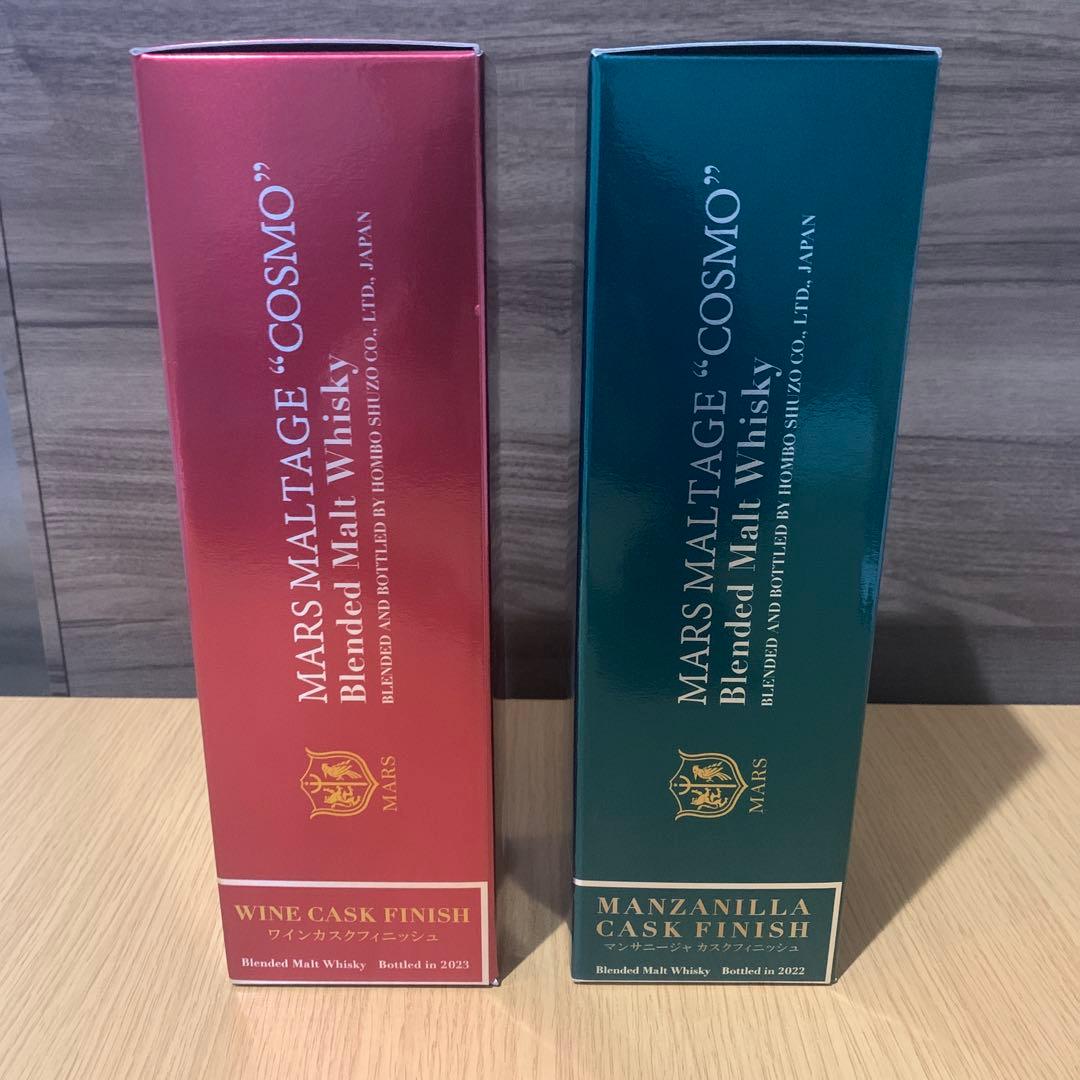 MARS MALTAGE “COSMO”
Blended Malt Whisky
BLENDED AND BOTTLED BY HOMBO SHUZO CO., LTD., JAPAN
MARS
WINE CASK FINISH
ワインカスクフィニッシュ
Blended Malt Whisky Bottled in 2023
MARS MALTAGE “COSMO”
Blended Malt Whisky
BLENDED AND BOTTLED BY HOMBO SHUZO CO., LTD., JAPAN
MARS
MANZANILLA
CASK FINISH
マンサニージャ カスクフィニッシュ
Blended Malt Whisky Bottled in 2022